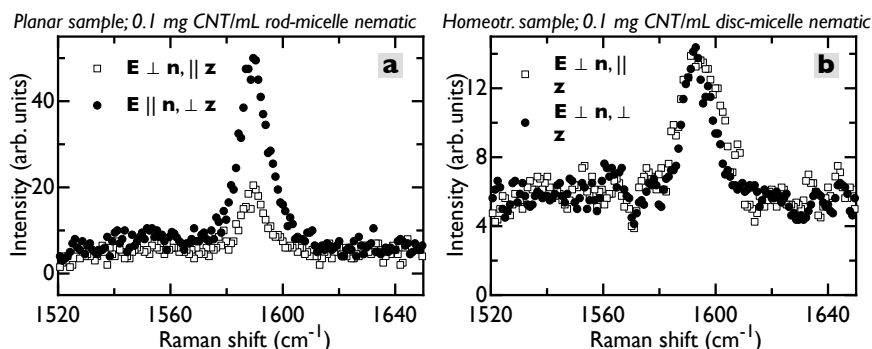 Planar sample; 0.1 mg CNT/mL rod-micelle nematic
a
E ⊥ n, || z
E || n, ⊥ z
Intensity (arb. units)
40
20
0
1520
1560
1600
1640
Raman shift (cm-1)
Homeotr. sample; 0.1 mg CNT/mL disc-micelle nematic
b
E ⊥ n, ||
z
E ⊥ n, ⊥
z
Intensity (arb. units)
12
8
4
0
1520
1560
1600
1640
Raman shift (cm-1)